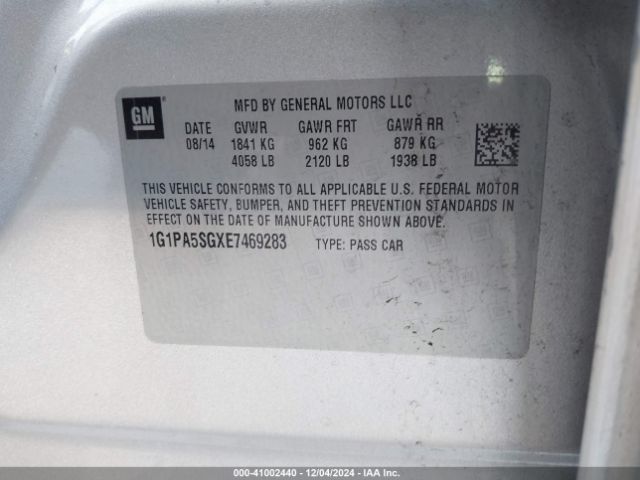 GM
MFD BY GENERAL MOTORS LLC
DATE GVWR GAWR FRT GAWR RR
08/14 1841 KG 962 KG 879 KG
4058 LB 2120 LB 1938 LB
THIS VEHICLE CONFORMS TO ALL APPLICABLE U.S. FEDERAL MOTOR
VEHICLE SAFETY, BUMPER, AND THEFT PREVENTION STANDARDS IN
EFFECT ON THE DATE OF MANUFACTURE SHOWN ABOVE.
1G1PA5SGXE7469283 TYPE: PASS CAR
000-41002440 - 12/04/2024 - IAA Inc.